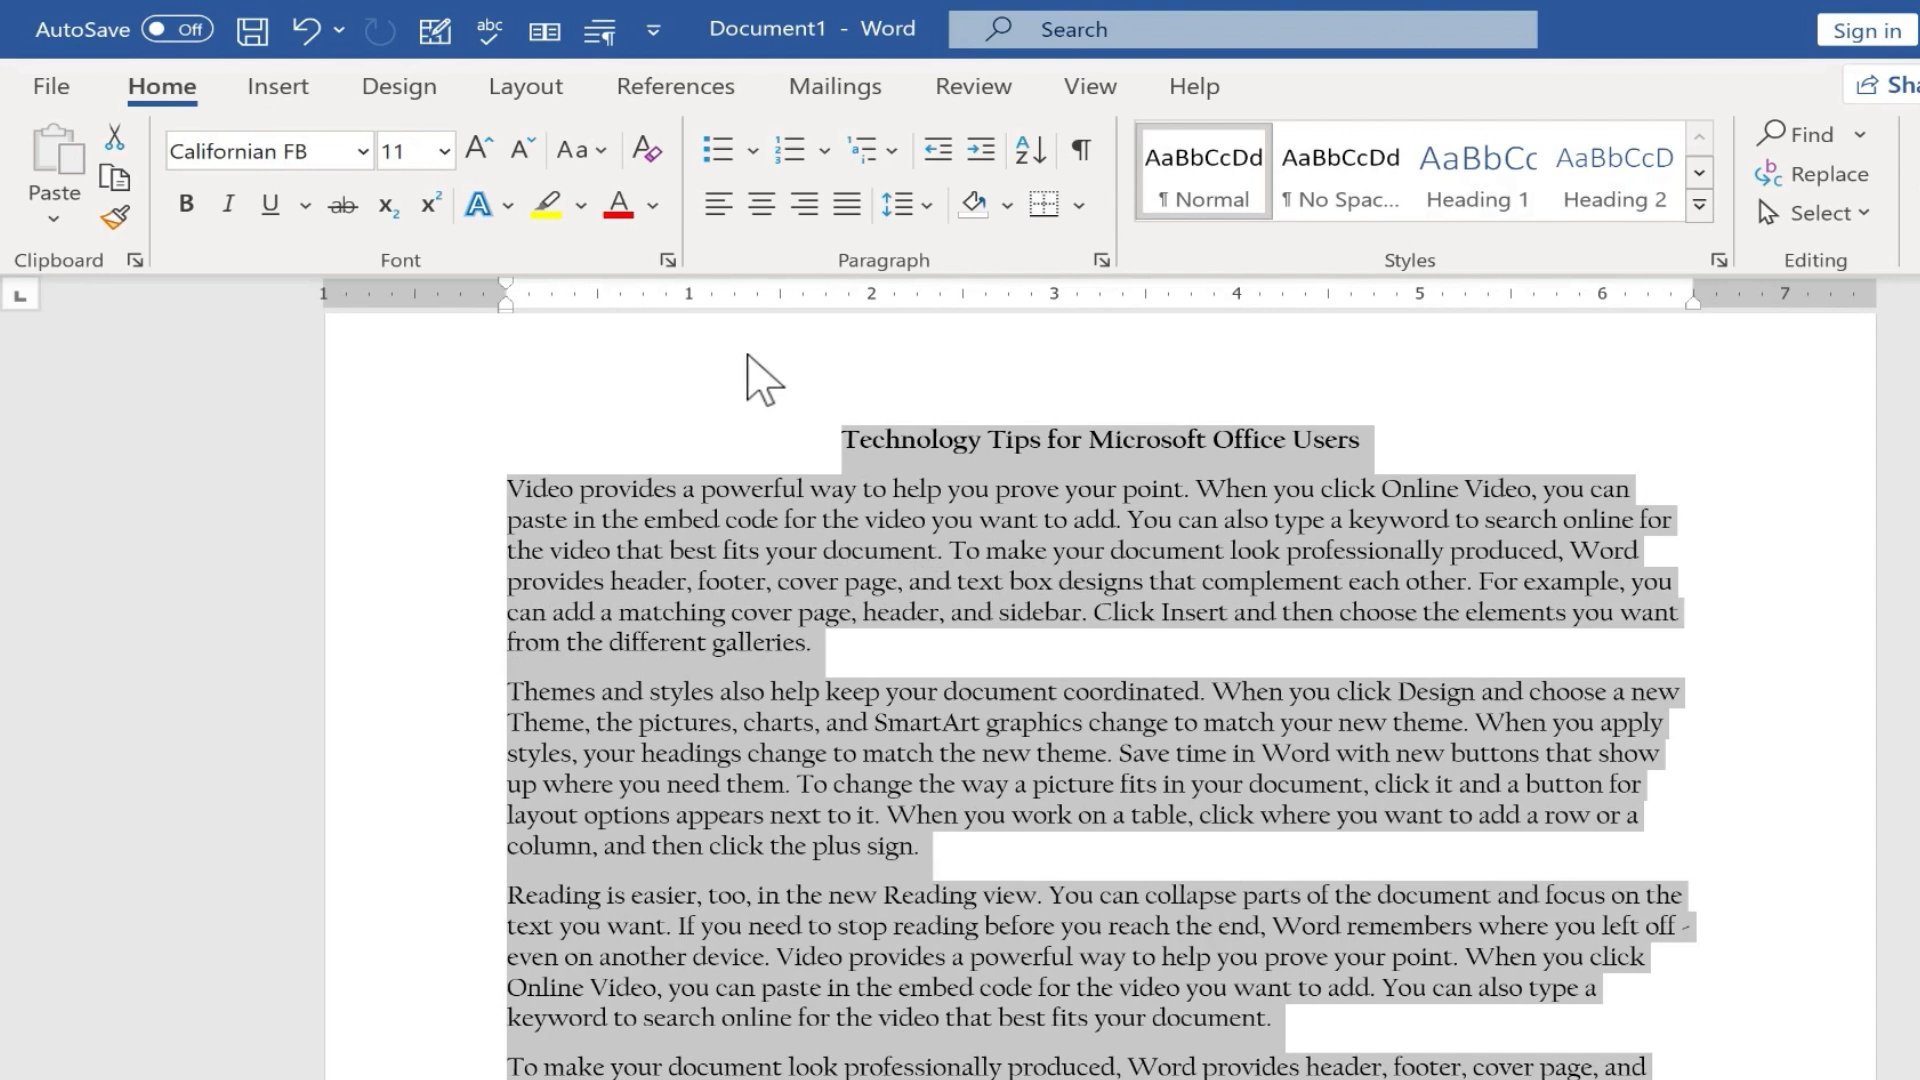 AutoSave Off abc Document1 - Word Search Sign in
File Home Insert Design Layout References Mailings Review View Help Sha
Paste
Californian FB 11 A A Aa A
B I U ab x₂ x² A A
A Z ¶
AaBbCcDd AaBbCcDd AaBbCc AaBbCcD
¶ Normal ¶ No Spac... Heading 1 Heading 2
Find
Replace
Select
Clipboard Font Paragraph Styles Editing
1 1 2 3 4 5 6 7
Technology Tips for Microsoft Office Users
Video provides a powerful way to help you prove your point. When you click Online Video, you can
paste in the embed code for the video you want to add. You can also type a keyword to search online for
the video that best fits your document. To make your document look professionally produced, Word
provides header, footer, cover page, and text box designs that complement each other. For example, you
can add a matching cover page, header, and sidebar. Click Insert and then choose the elements you want
from the different galleries.
Themes and styles also help keep your document coordinated. When you click Design and choose a new
Theme, the pictures, charts, and SmartArt graphics change to match your new theme. When you apply
styles, your headings change to match the new theme. Save time in Word with new buttons that show
up where you need them. To change the way a picture fits in your document, click it and a button for
layout options appears next to it. When you work on a table, click where you want to add a row or a
column, and then click the plus sign.
Reading is easier, too, in the new Reading view. You can collapse parts of the document and focus on the
text you want. If you need to stop reading before you reach the end, Word remembers where you left off -
even on another device. Video provides a powerful way to help you prove your point. When you click
Online Video, you can paste in the embed code for the video you want to add. You can also type a
keyword to search online for the video that best fits your document.
To make your document look professionally produced, Word provides header, footer, cover page, and